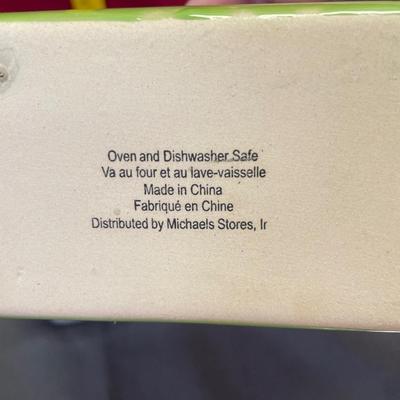 Oven and Dishwasher Safe
Va au four et au lave-vaisselle
Made in China
Fabriqué en Chine
Distributed by Michaels Stores, Ir